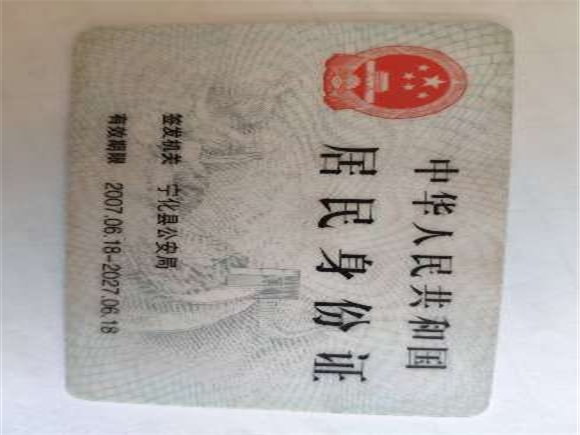 中华人民共和国
居民身份证
签发机关 宁化县公安局
有效期限 2007.06.18-2027.06.18